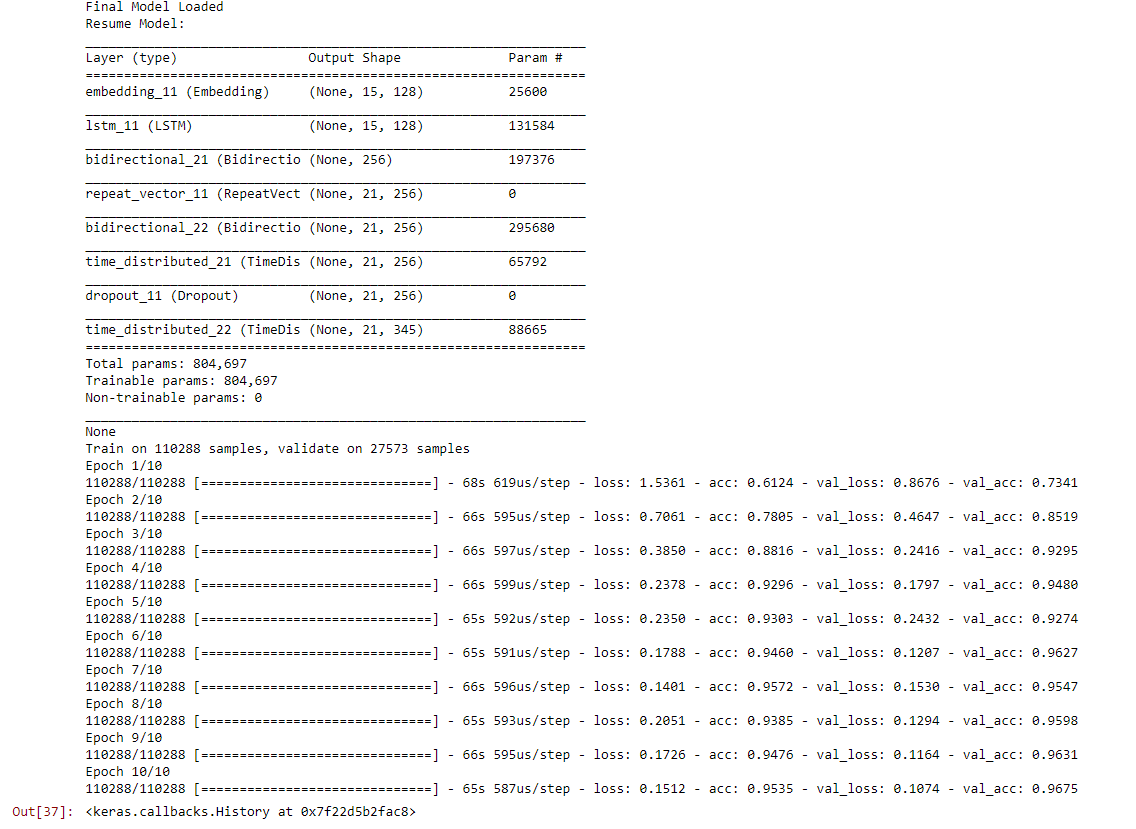 Final Model Loaded
Resume Model:
_________________________________________________________________
Layer (type)                 Output Shape              Param #
=================================================================
embedding_11 (Embedding)     (None, 15, 128)           25600
_________________________________________________________________
lstm_11 (LSTM)               (None, 15, 128)           131584
_________________________________________________________________
bidirectional_21 (Bidirectio (None, 256)               197376
_________________________________________________________________
repeat_vector_11 (RepeatVect (None, 21, 256)           0
_________________________________________________________________
bidirectional_22 (Bidirectio (None, 21, 256)           295680
_________________________________________________________________
time_distributed_21 (TimeDis (None, 21, 256)           65792
_________________________________________________________________
dropout_11 (Dropout)         (None, 21, 256)           0
_________________________________________________________________
time_distributed_22 (TimeDis (None, 21, 345)           88665
=================================================================
Total params: 804,697
Trainable params: 804,697
Non-trainable params: 0
_________________________________________________________________
None
Train on 110288 samples, validate on 27573 samples
Epoch 1/10
110288/110288 [==============================] - 68s 619us/step - loss: 1.5361 - acc: 0.6124 - val_loss: 0.8676 - val_acc: 0.7341
Epoch 2/10
110288/110288 [==============================] - 66s 595us/step - loss: 0.7061 - acc: 0.7805 - val_loss: 0.4647 - val_acc: 0.8519
Epoch 3/10
110288/110288 [==============================] - 66s 597us/step - loss: 0.3850 - acc: 0.8816 - val_loss: 0.2416 - val_acc: 0.9295
Epoch 4/10
110288/110288 [==============================] - 66s 599us/step - loss: 0.2378 - acc: 0.9296 - val_loss: 0.1797 - val_acc: 0.9480
Epoch 5/10
110288/110288 [==============================] - 65s 592us/step - loss: 0.2350 - acc: 0.9303 - val_loss: 0.2432 - val_acc: 0.9274
Epoch 6/10
110288/110288 [==============================] - 65s 591us/step - loss: 0.1788 - acc: 0.9460 - val_loss: 0.1207 - val_acc: 0.9627
Epoch 7/10
110288/110288 [==============================] - 66s 596us/step - loss: 0.1401 - acc: 0.9572 - val_loss: 0.1530 - val_acc: 0.9547
Epoch 8/10
110288/110288 [==============================] - 65s 593us/step - loss: 0.2051 - acc: 0.9385 - val_loss: 0.1294 - val_acc: 0.9598
Epoch 9/10
110288/110288 [==============================] - 66s 595us/step - loss: 0.1726 - acc: 0.9476 - val_loss: 0.1164 - val_acc: 0.9631
Epoch 10/10
110288/110288 [==============================] - 65s 587us/step - loss: 0.1512 - acc: 0.9535 - val_loss: 0.1074 - val_acc: 0.9675
Out[37]: <keras.callbacks.History at 0x7f22d5b2fac8>